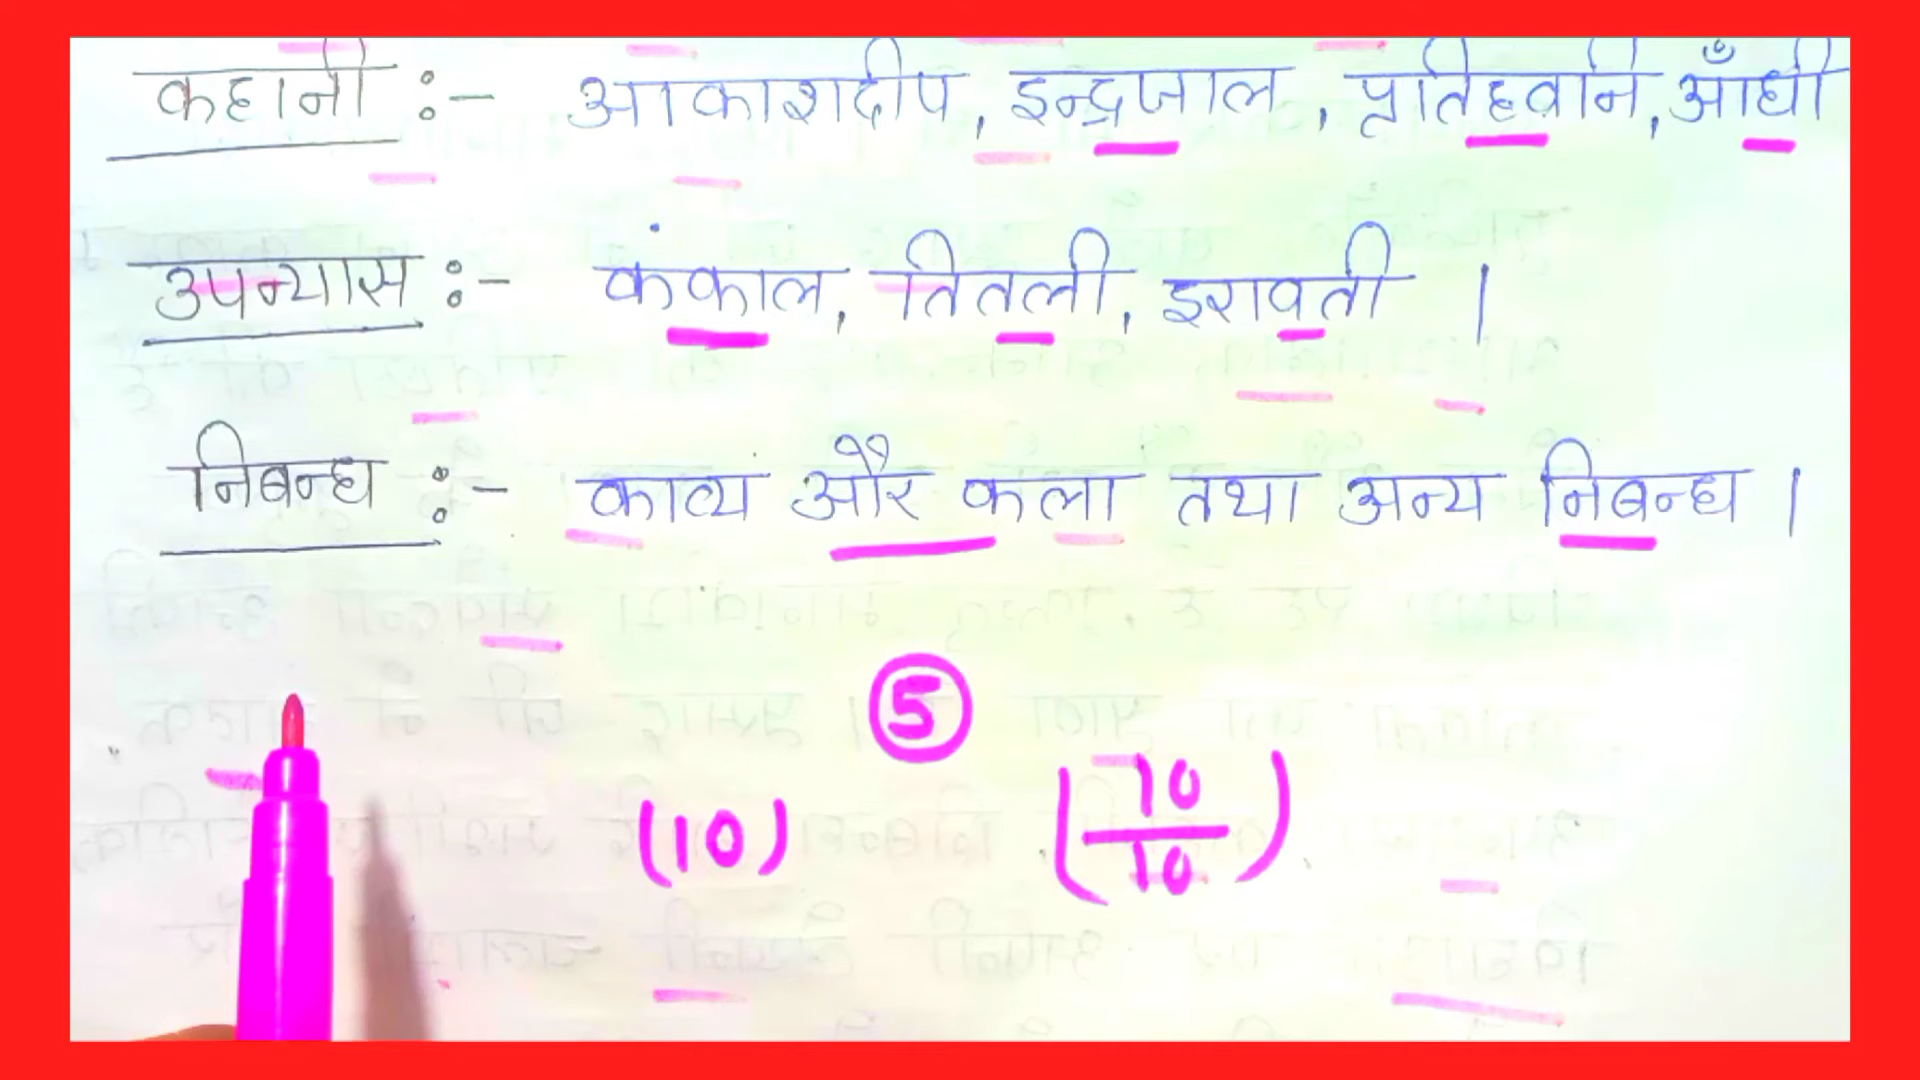 कहानी :- आकाशदीप, इन्द्रजाल, प्रतिध्वनि, आँधी
उपन्यास :- कंकाल, तितली, इरावती ।
निबन्ध :- काव्य और कला तथा अन्य निबन्ध ।
5
(10) (10/10)